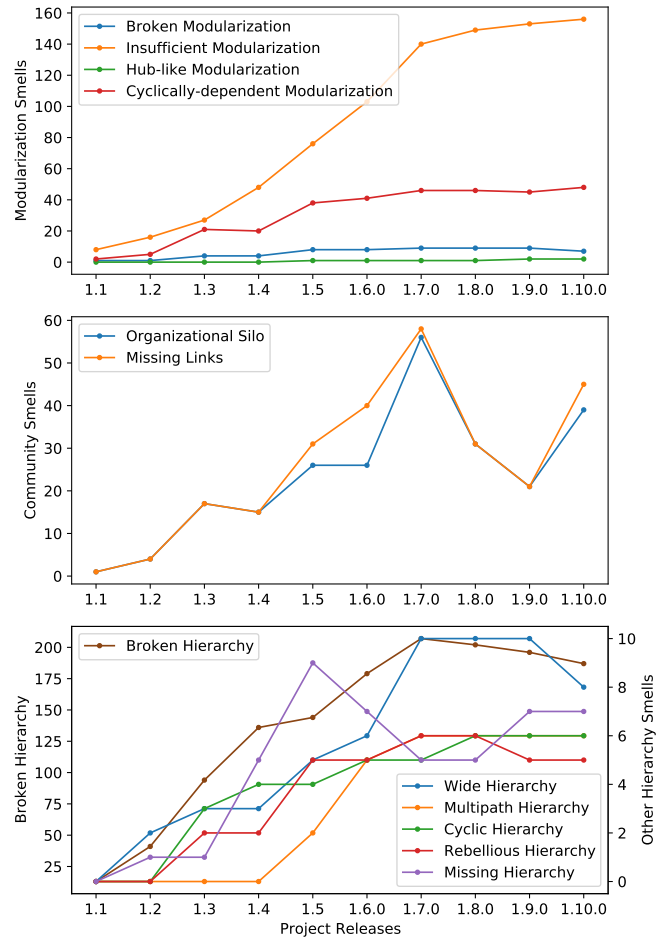 160
140
120
100
80
60
40
20
0
Modularization Smells
Broken Modularization
Insufficient Modularization
Hub-like Modularization
Cyclically-dependent Modularization
1.1 1.2 1.3 1.4 1.5 1.6.0 1.7.0 1.8.0 1.9.0 1.10.0
60
50
40
30
20
10
0
Community Smells
Organizational Silo
Missing Links
1.1 1.2 1.3 1.4 1.5 1.6.0 1.7.0 1.8.0 1.9.0 1.10.0
200
175
150
125
100
75
50
25
Broken Hierarchy
Broken Hierarchy
10
8
6
4
2
0
Other Hierarchy Smells
Wide Hierarchy
Multipath Hierarchy
Cyclic Hierarchy
Rebellious Hierarchy
Missing Hierarchy
1.1 1.2 1.3 1.4 1.5 1.6.0 1.7.0 1.8.0 1.9.0 1.10.0
Project Releases